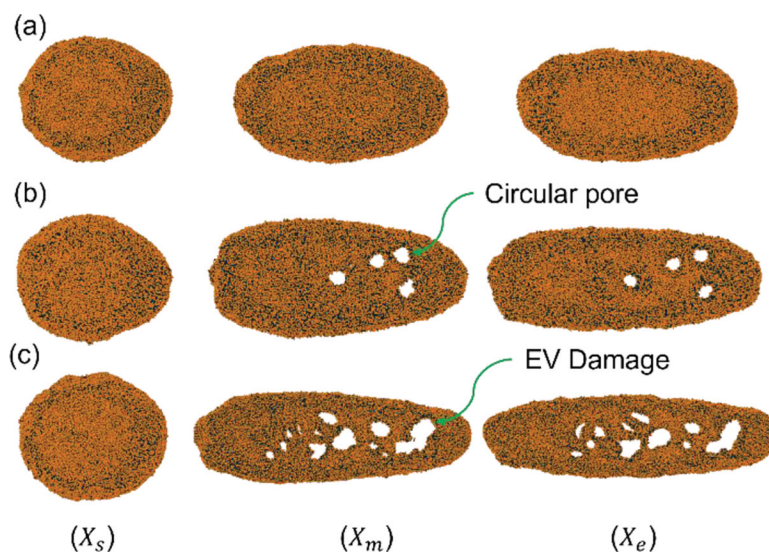 (a)
(b)
Circular pore
(c)
EV Damage
(X_s)
(X_m)
(X_e)